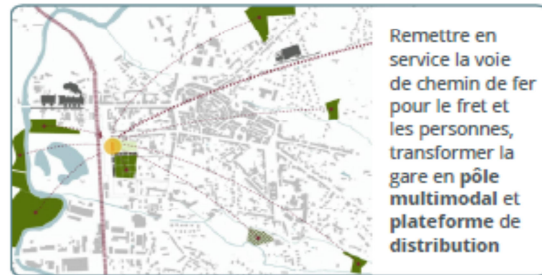 Remettre en
service la voie
de chemin de fer
pour le fret et
les personnes,
transformer la
gare en pôle
multimodal et
plateforme de
distribution